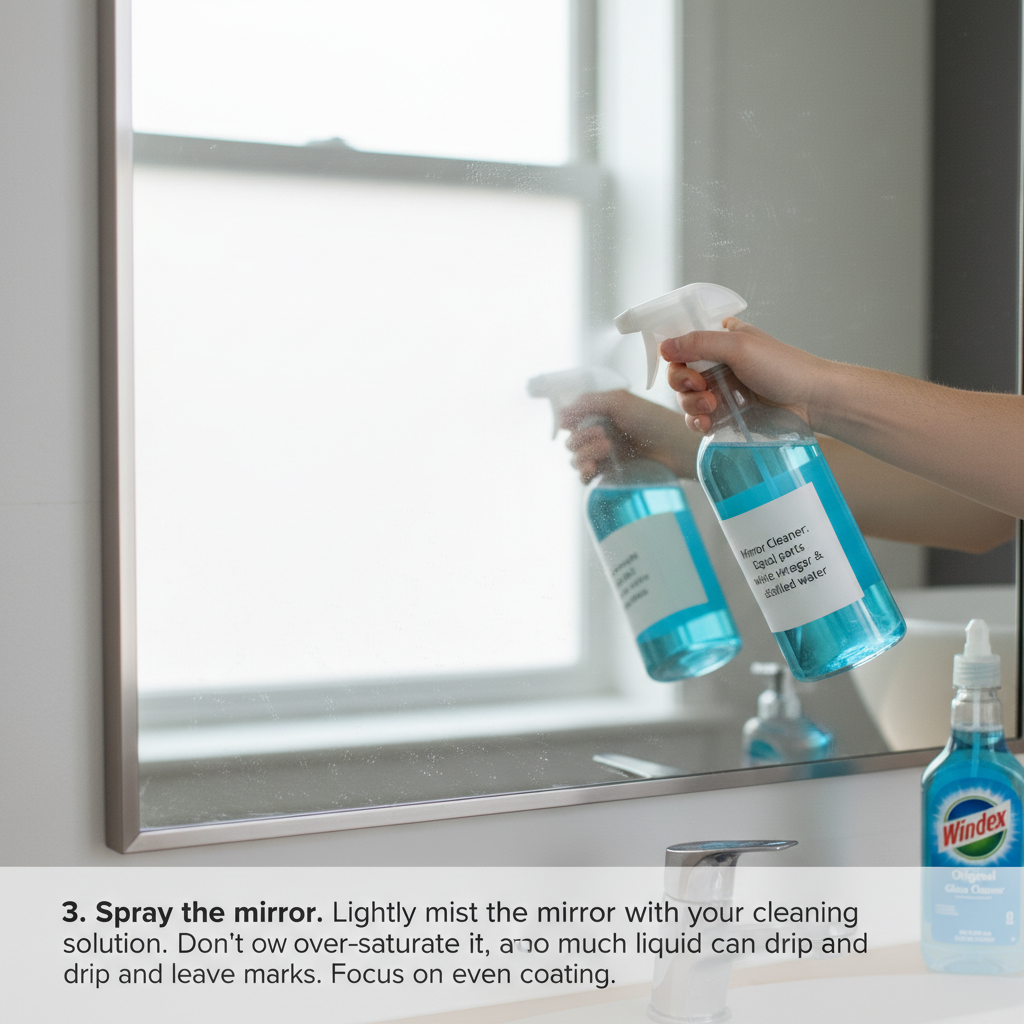 Mirror Cleaner:
Equal parts
white vinegar &
distilled water
Windex
Original
Glass Cleaner
3. Spray the mirror. Lightly mist the mirror with your cleaning
solution. Don't ow over-saturate it, a too much liquid can drip and
drip and leave marks. Focus on even coating.